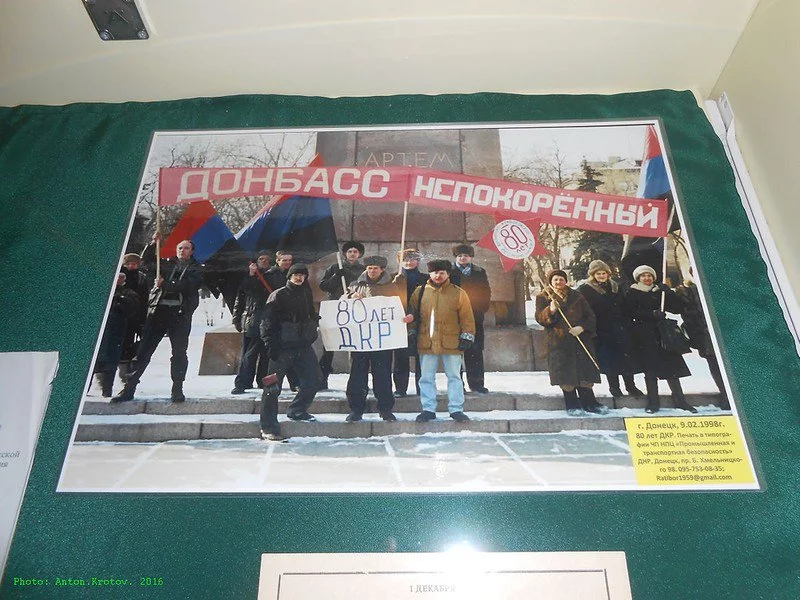 АРТЕМ
ДОНБАСС НЕПОКОРЁННЫЙ
80
80 ЛЕТ
ДКР
г. Донецк, 9.02.1998г.
80 лет ДКР. Печать в типогра-
фии ЧП НПЦ «Промышленная и
транспортная безопасность»
ДНР, Донецк, пр. Б. Хмельницко-
го 98. 095-753-08-35;
Ratibor1959@gmail.com
1 ДЕКАБРЯ
Photo: Anton.Krotov. 2016